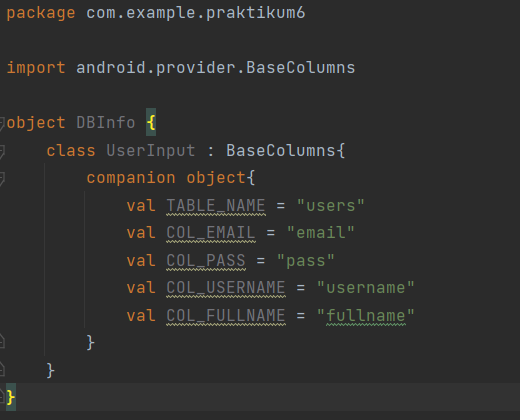 package com.example.praktikum6
import android.provider.BaseColumns
object DBInfo {
class UserInput : BaseColumns{
companion object{
val TABLE_NAME = "users"
val COL_EMAIL = "email"
val COL_PASS = "pass"
val COL_USERNAME = "username"
val COL_FULLNAME = "fullname"
}
}
}